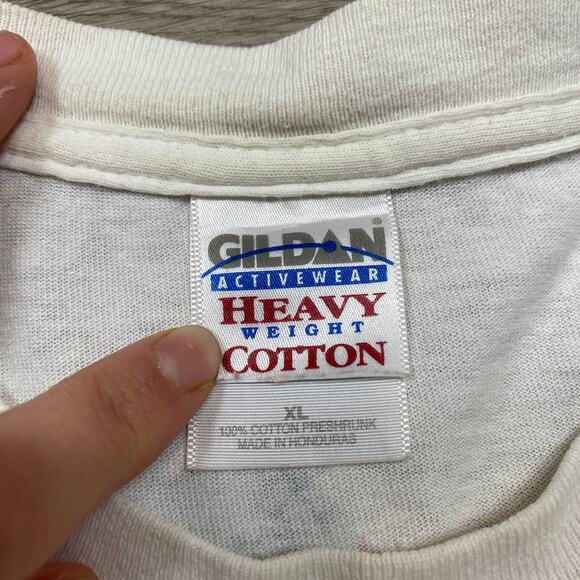 GILDAN®
ACTIVEWEAR
HEAVY
WEIGHT
COTTON
XL
100% COTTON PRESHRUNK
MADE IN HONDURAS